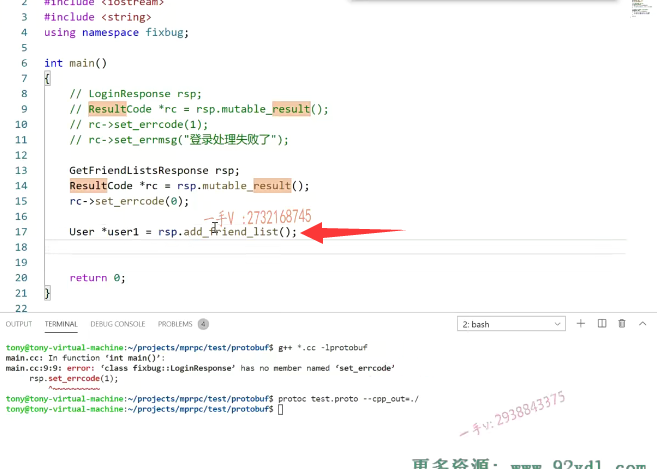 2 #include <iostream>
3 #include <string>
4 using namespace fixbug;
5
6 int main()
7 {
8 // LoginResponse rsp;
9 // ResultCode *rc = rsp.mutable_result();
10 // rc->set_errcode(1);
11 // rc->set_errmsg("登录处理失败了");
12
13 GetFriendListsResponse rsp;
14 ResultCode *rc = rsp.mutable_result();
15 rc->set_errcode(0);
16
一手V :2732168745
17 User *user1 = rsp.add_friend_list();
18
19
20 return 0;
21 }
22
OUTPUT TERMINAL DEBUG CONSOLE PROBLEMS 4 2: bash
tony@tony-virtual-machine:~/projects/mprpc/test/protobuf$ g++ *.cc -lprotobuf
main.cc: In function ‘int main()’:
main.cc:9:9: error: ‘class fixbug::LoginResponse’ has no member named ‘set_errcode’
rsp.set_errcode(1);
^~~~~~~~~~~
tony@tony-virtual-machine:~/projects/mprpc/test/protobuf$ protoc test.proto --cpp_out=./
tony@tony-virtual-machine:~/projects/mprpc/test/protobuf$
一手v: 2938843375
更多资源: www.92xdl.com